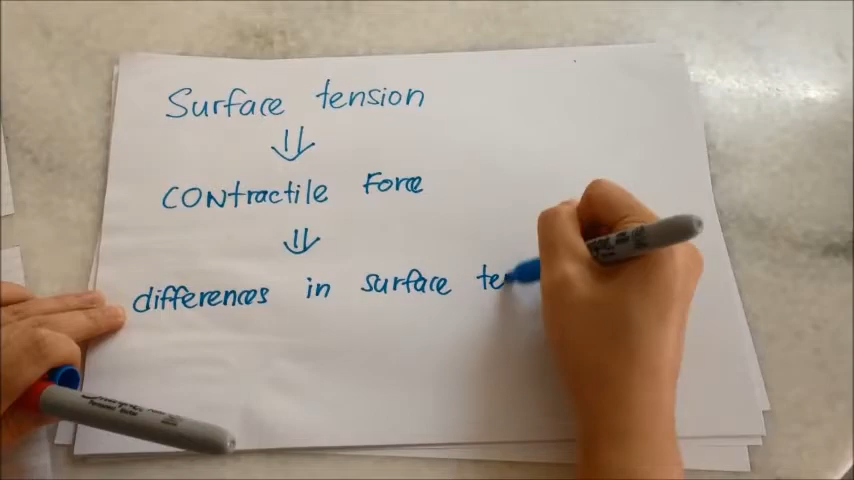 Surface tension
⇓
CONtractile Force
⇓
differences in surface te